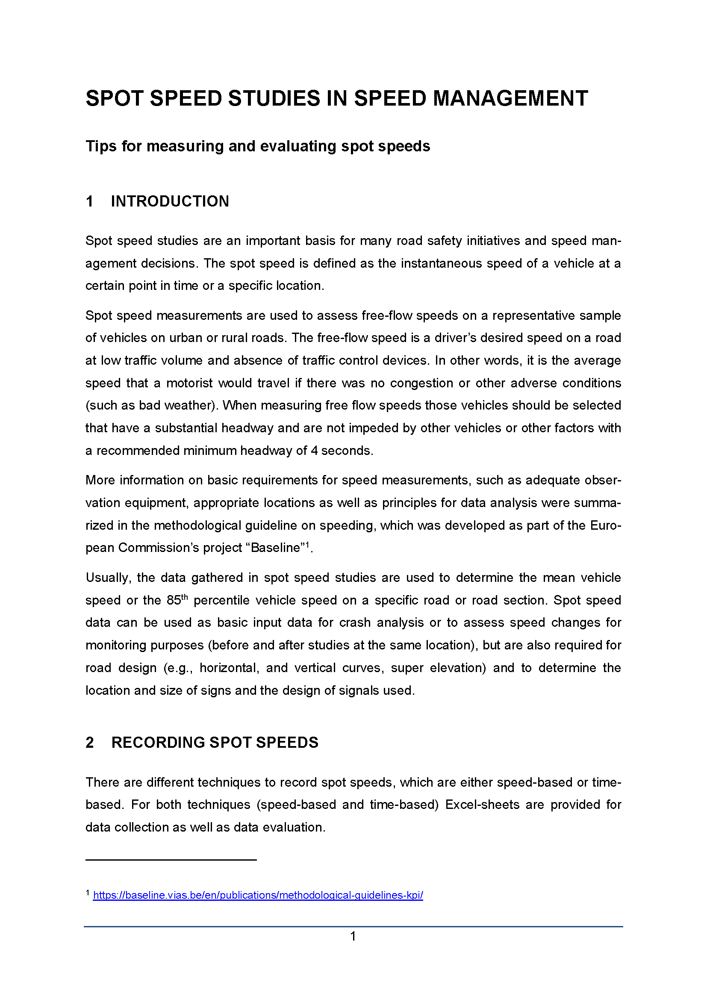 SPOT SPEED STUDIES IN SPEED MANAGEMENT
Tips for measuring and evaluating spot speeds
1 INTRODUCTION
Spot speed studies are an important basis for many road safety initiatives and speed man-
agement decisions. The spot speed is defined as the instantaneous speed of a vehicle at a
certain point in time or a specific location.
Spot speed measurements are used to assess free-flow speeds on a representative sample
of vehicles on urban or rural roads. The free-flow speed is a driver’s desired speed on a road
at low traffic volume and absence of traffic control devices. In other words, it is the average
speed that a motorist would travel if there was no congestion or other adverse conditions
(such as bad weather). When measuring free flow speeds those vehicles should be selected
that have a substantial headway and are not impeded by other vehicles or other factors with
a recommended minimum headway of 4 seconds.
More information on basic requirements for speed measurements, such as adequate obser-
vation equipment, appropriate locations as well as principles for data analysis were summa-
rized in the methodological guideline on speeding, which was developed as part of the Euro-
pean Commission’s project “Baseline”1.
Usually, the data gathered in spot speed studies are used to determine the mean vehicle
speed or the 85th percentile vehicle speed on a specific road or road section. Spot speed
data can be used as basic input data for crash analysis or to assess speed changes for
monitoring purposes (before and after studies at the same location), but are also required for
road design (e.g., horizontal, and vertical curves, super elevation) and to determine the
location and size of signs and the design of signals used.
2 RECORDING SPOT SPEEDS
There are different techniques to record spot speeds, which are either speed-based or time-
based. For both techniques (speed-based and time-based) Excel-sheets are provided for
data collection as well as data evaluation.
1 https://baseline.vias.be/en/publications/methodological-guidelines-kpi/
1